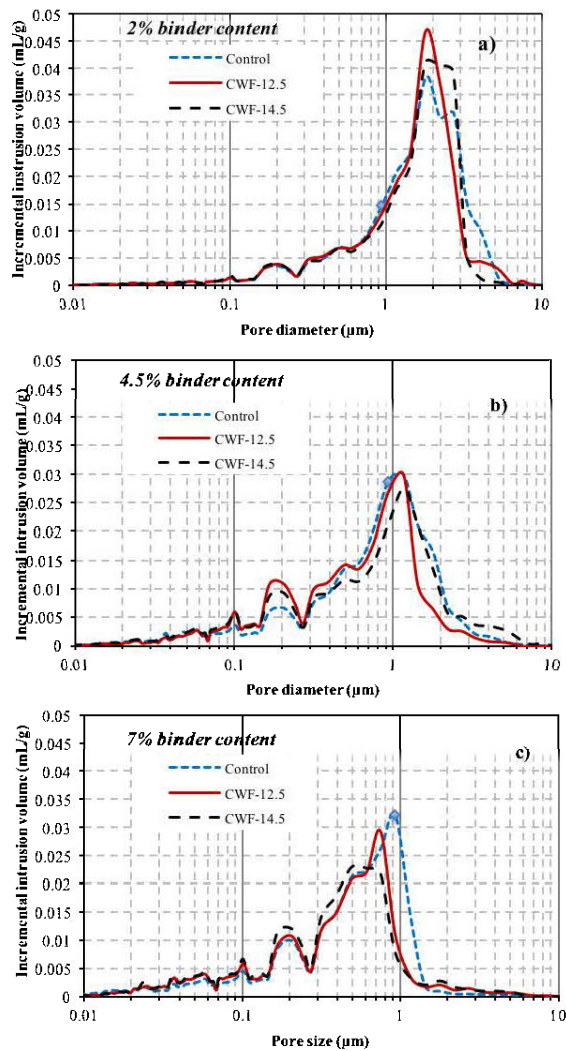 2% binder content
a)
Control
CWF-12.5
CWF-14.5
Incremental instrusion volume (mL/g)
0.05
0.045
0.04
0.035
0.03
0.025
0.02
0.015
0.01
0.005
0
0.01 0.1 1 10
Pore diameter (µm)
4.5% binder content
b)
Control
CWF-12.5
CWF-14.5
Incremental intrusion volume (mL/g)
0.05
0.045
0.04
0.035
0.03
0.025
0.02
0.015
0.01
0.005
0
0.01 0.1 1 10
Pore diameter (µm)
7% binder content
c)
Control
CWF-12.5
CWF-14.5
Incremental intrusion volume (mL/g)
0.05
0.045
0.04
0.035
0.03
0.025
0.02
0.015
0.01
0.005
0
0.01 0.1 1 10
Pore size (µm)